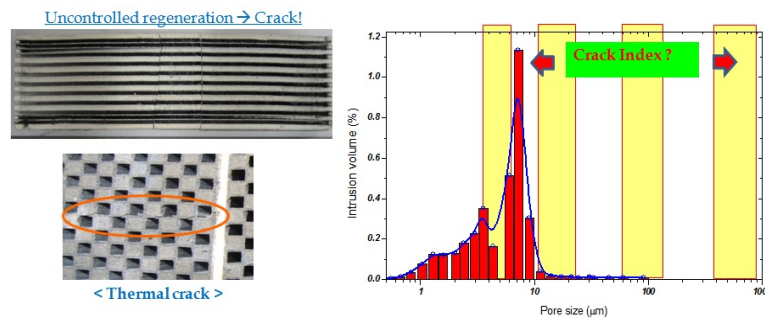 Uncontrolled regeneration → Crack!
< Thermal crack >
Crack Index ?
Intrusion volume (%)
1.2
1.0
0.8
0.6
0.4
0.2
0.0
1 10 100 100
Pore size (μm)